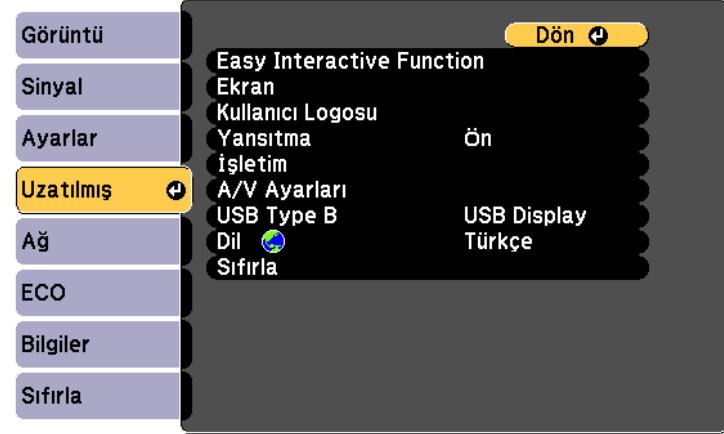 Görüntü
Sinyal
Ayarlar
Uzatılmış
Ağ
ECO
Bilgiler
Sıfırla
Dön
Easy Interactive Function
Ekran
Kullanıcı Logosu
Yansıtma Ön
İşletim
A/V Ayarları
USB Type B USB Display
Dil Türkçe
Sıfırla